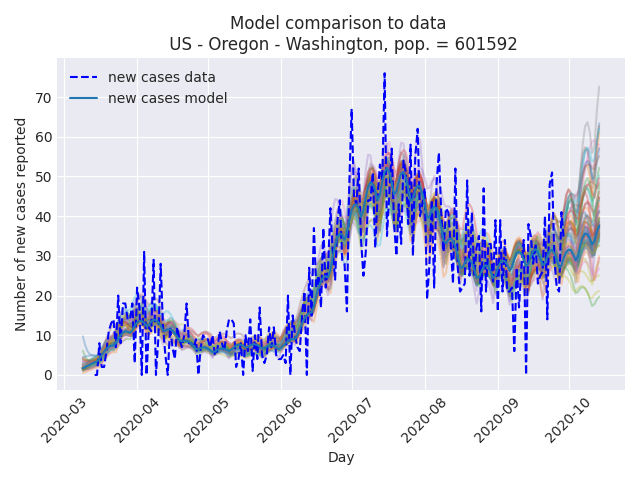 Model comparison to data
US - Oregon - Washington, pop. = 601592
new cases data
new cases model
Number of new cases reported
70
60
50
40
30
20
10
0
2020-03
2020-04
2020-05
2020-06
2020-07
2020-08
2020-09
2020-10
Day